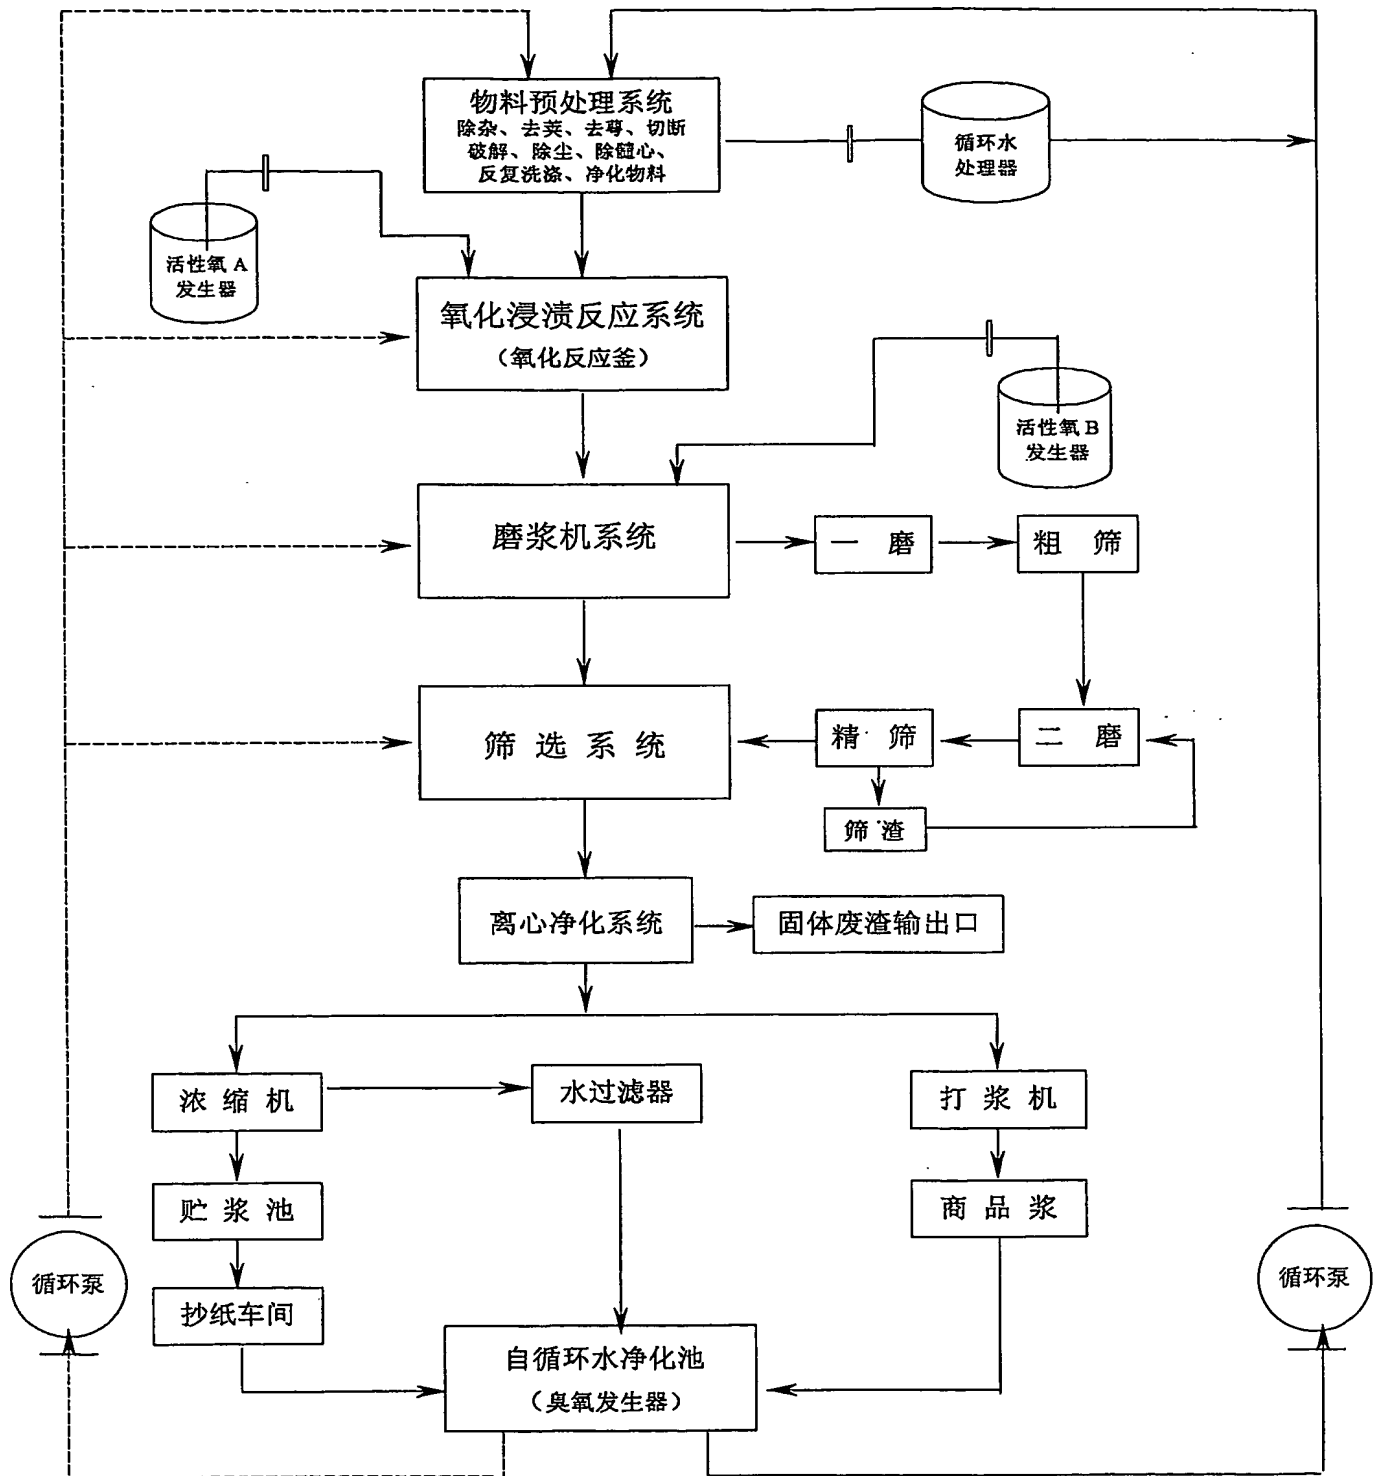 物料预处理系统
除杂、去荚、去萼、切断
破解、除尘、除髓心、
反复洗涤、净化物料
循环水
处理器
活性氧 A
发生器
氧化浸渍反应系统
（氧化反应釜）
活性氧 B
发生器
磨浆机系统
一 磨
粗 筛
筛 选 系 统
精 筛
二 磨
筛 渣
离心净化系统
固体废渣输出口
浓 缩 机
水过滤器
打 浆 机
贮 浆 池
商 品 浆
循环泵
抄纸车间
循环泵
自循环水净化池
（臭氧发生器）